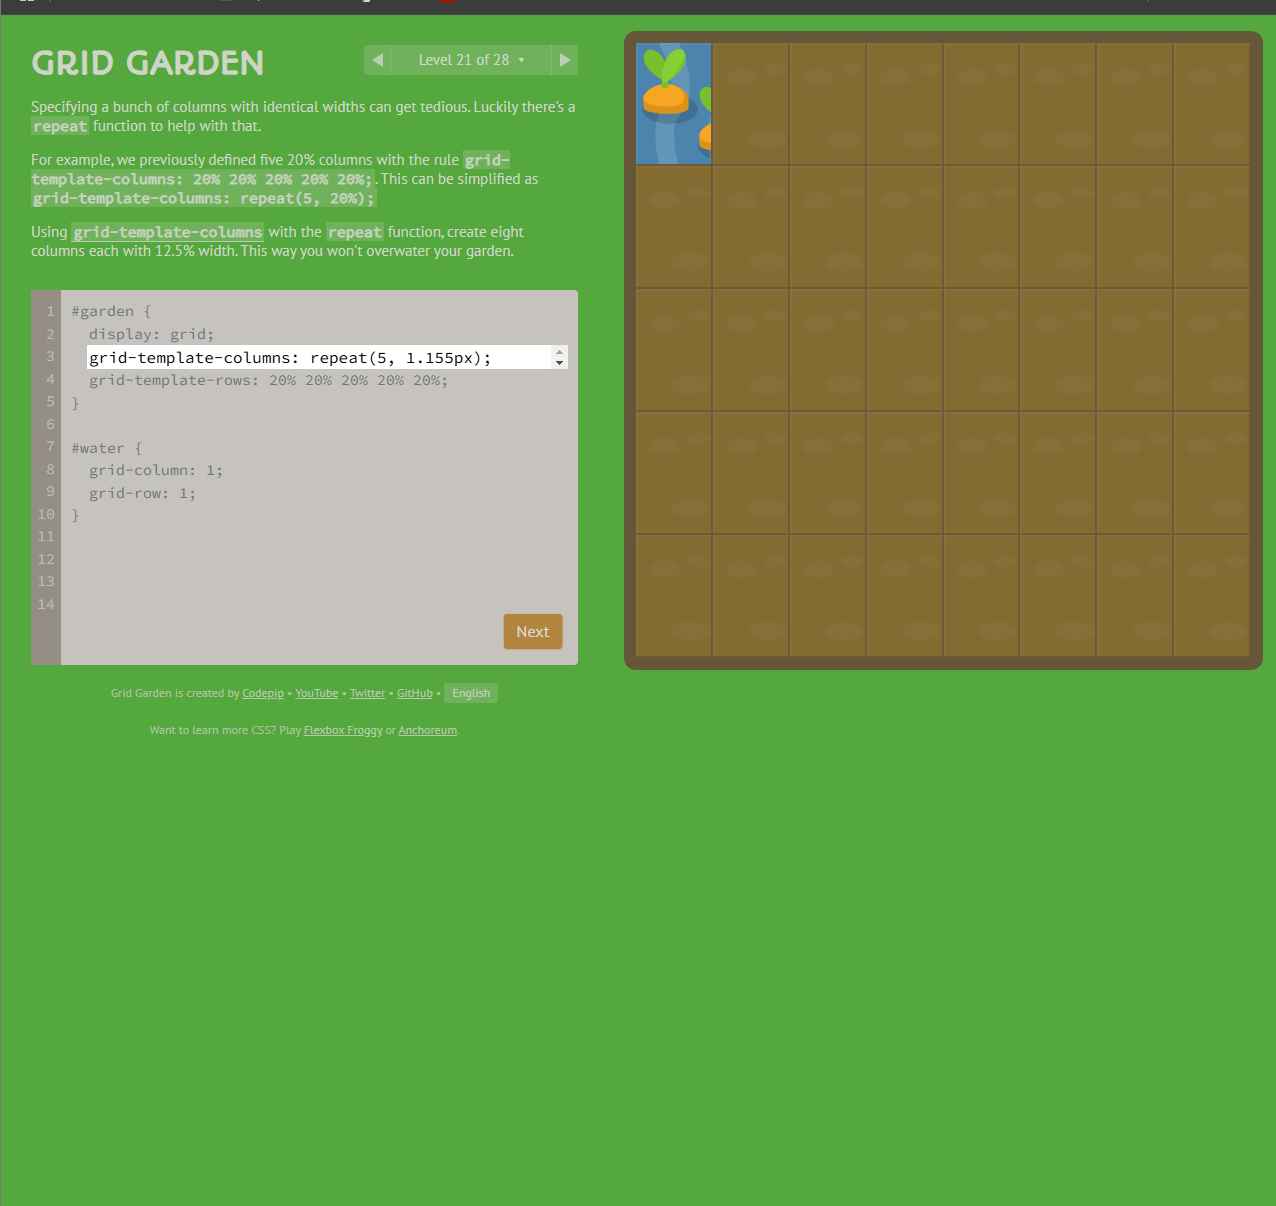 GRID GARDEN
Level 21 of 28
Specifying a bunch of columns with identical widths can get tedious. Luckily there's a
repeat function to help with that.
For example, we previously defined five 20% columns with the rule grid-
template-columns: 20% 20% 20% 20% 20%;. This can be simplified as
grid-template-columns: repeat(5, 20%);
Using grid-template-columns with the repeat function, create eight
columns each with 12.5% width. This way you won't overwater your garden.
1 #garden {
2 display: grid;
3 grid-template-columns: repeat(5, 1.155px);
4 grid-template-rows: 20% 20% 20% 20% 20%;
5 }
6
7 #water {
8 grid-column: 1;
9 grid-row: 1;
10 }
11
12
13
14
Next
Grid Garden is created by Codepip • YouTube • Twitter • GitHub • English
Want to learn more CSS? Play Flexbox Froggy or Anchoreum.